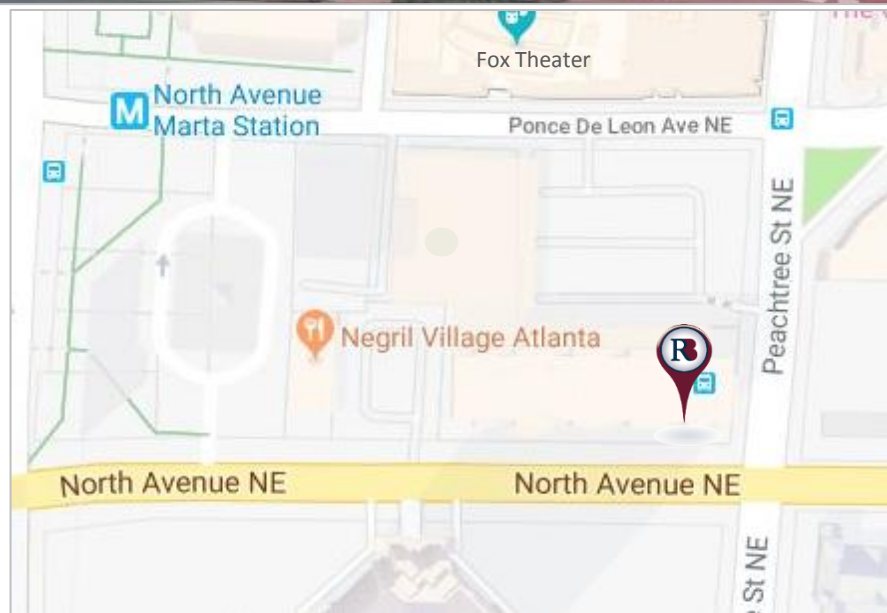 Fox Theater
M
North Avenue
Marta Station
Ponce De Leon Ave NE
Peachtree St NE
Negril Village Atlanta
RB
North Avenue NE
North Avenue NE
St NE